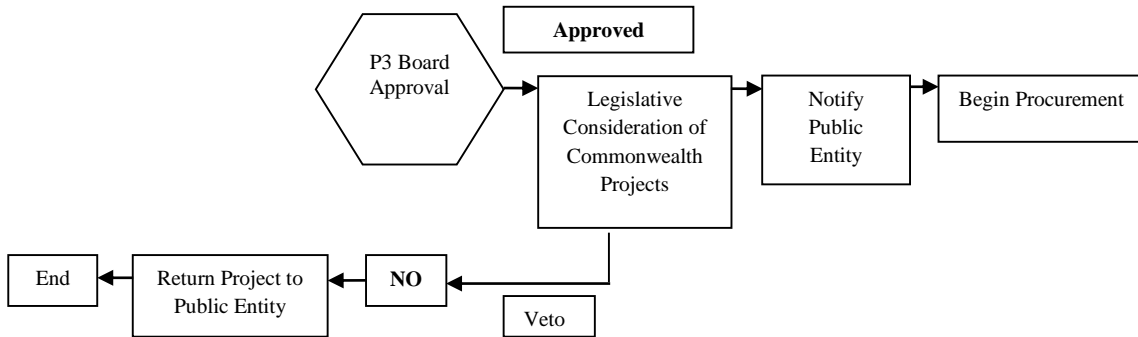 Approved
P3 Board
Approval
Legislative
Consideration of
Commonwealth
Projects
Notify
Public
Entity
Begin Procurement
End
Return Project to
Public Entity
NO
Veto